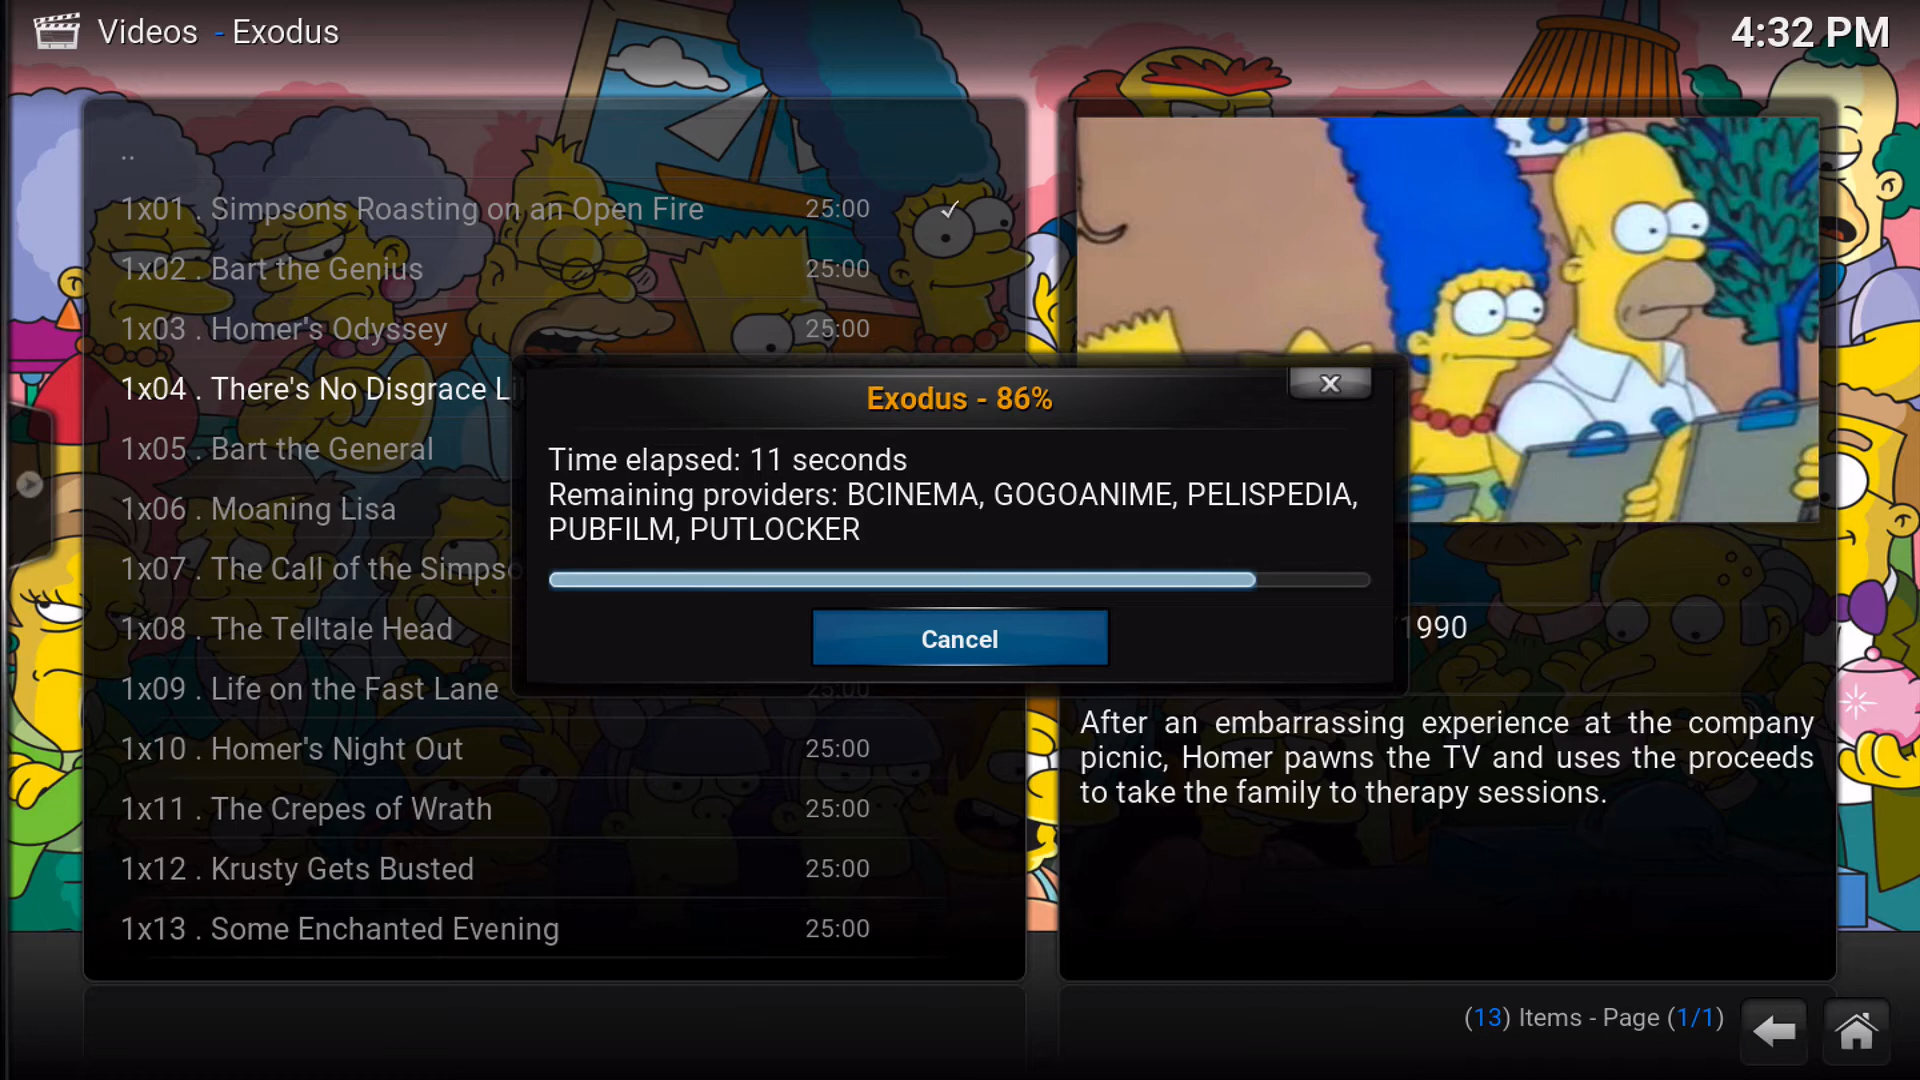 Videos - Exodus
4:32 PM
..
1x01 . Simpsons Roasting on an Open Fire 25:00
1x02 . Bart the Genius 25:00
1x03 . Homer's Odyssey 25:00
1x04 . There's No Disgrace L
1x05 . Bart the General
1x06 . Moaning Lisa
1x07 . The Call of the Simpso
1x08 . The Telltale Head
1x09 . Life on the Fast Lane 25:00
1x10 . Homer's Night Out 25:00
1x11 . The Crepes of Wrath 25:00
1x12 . Krusty Gets Busted 25:00
1x13 . Some Enchanted Evening 25:00
Exodus - 86%
X
Time elapsed: 11 seconds
Remaining providers: BCINEMA, GOGOANIME, PELISPEDIA,
PUBFILM, PUTLOCKER
Cancel
1990
After an embarrassing experience at the company
picnic, Homer pawns the TV and uses the proceeds
to take the family to therapy sessions.
(13) Items - Page (1/1)